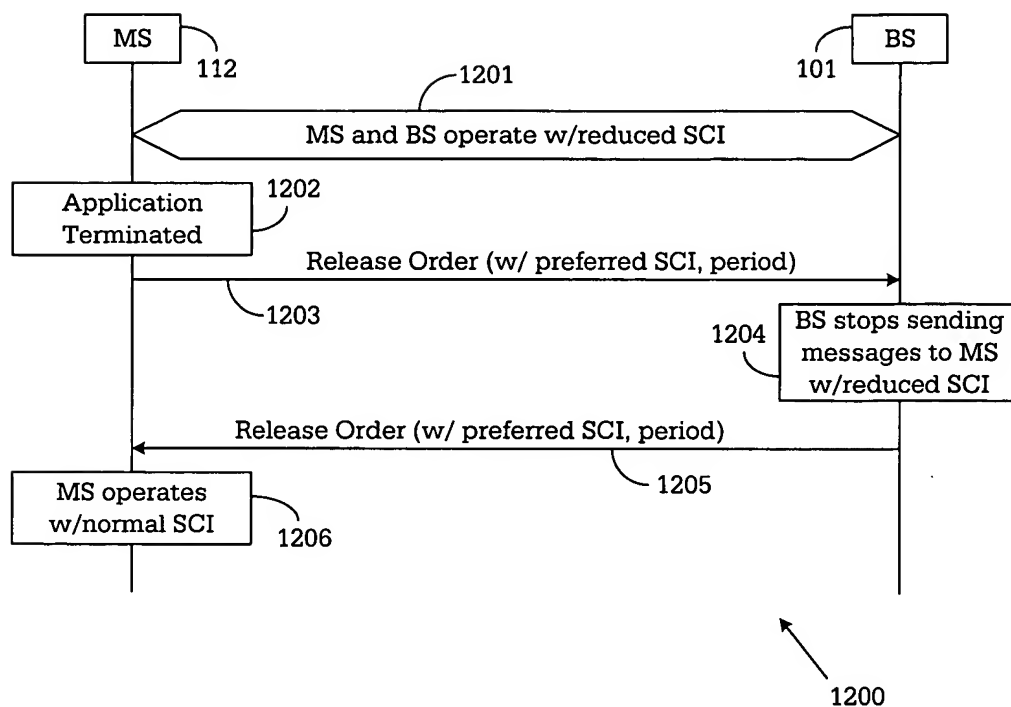 MS
BS
112
101
1201
MS and BS operate w/reduced SCI
1202
Application
Terminated
Release Order (w/ preferred SCI, period)
1203
1204
BS stops sending
messages to MS
w/reduced SCI
Release Order (w/ preferred SCI, period)
1205
MS operates
w/normal SCI
1206
1200